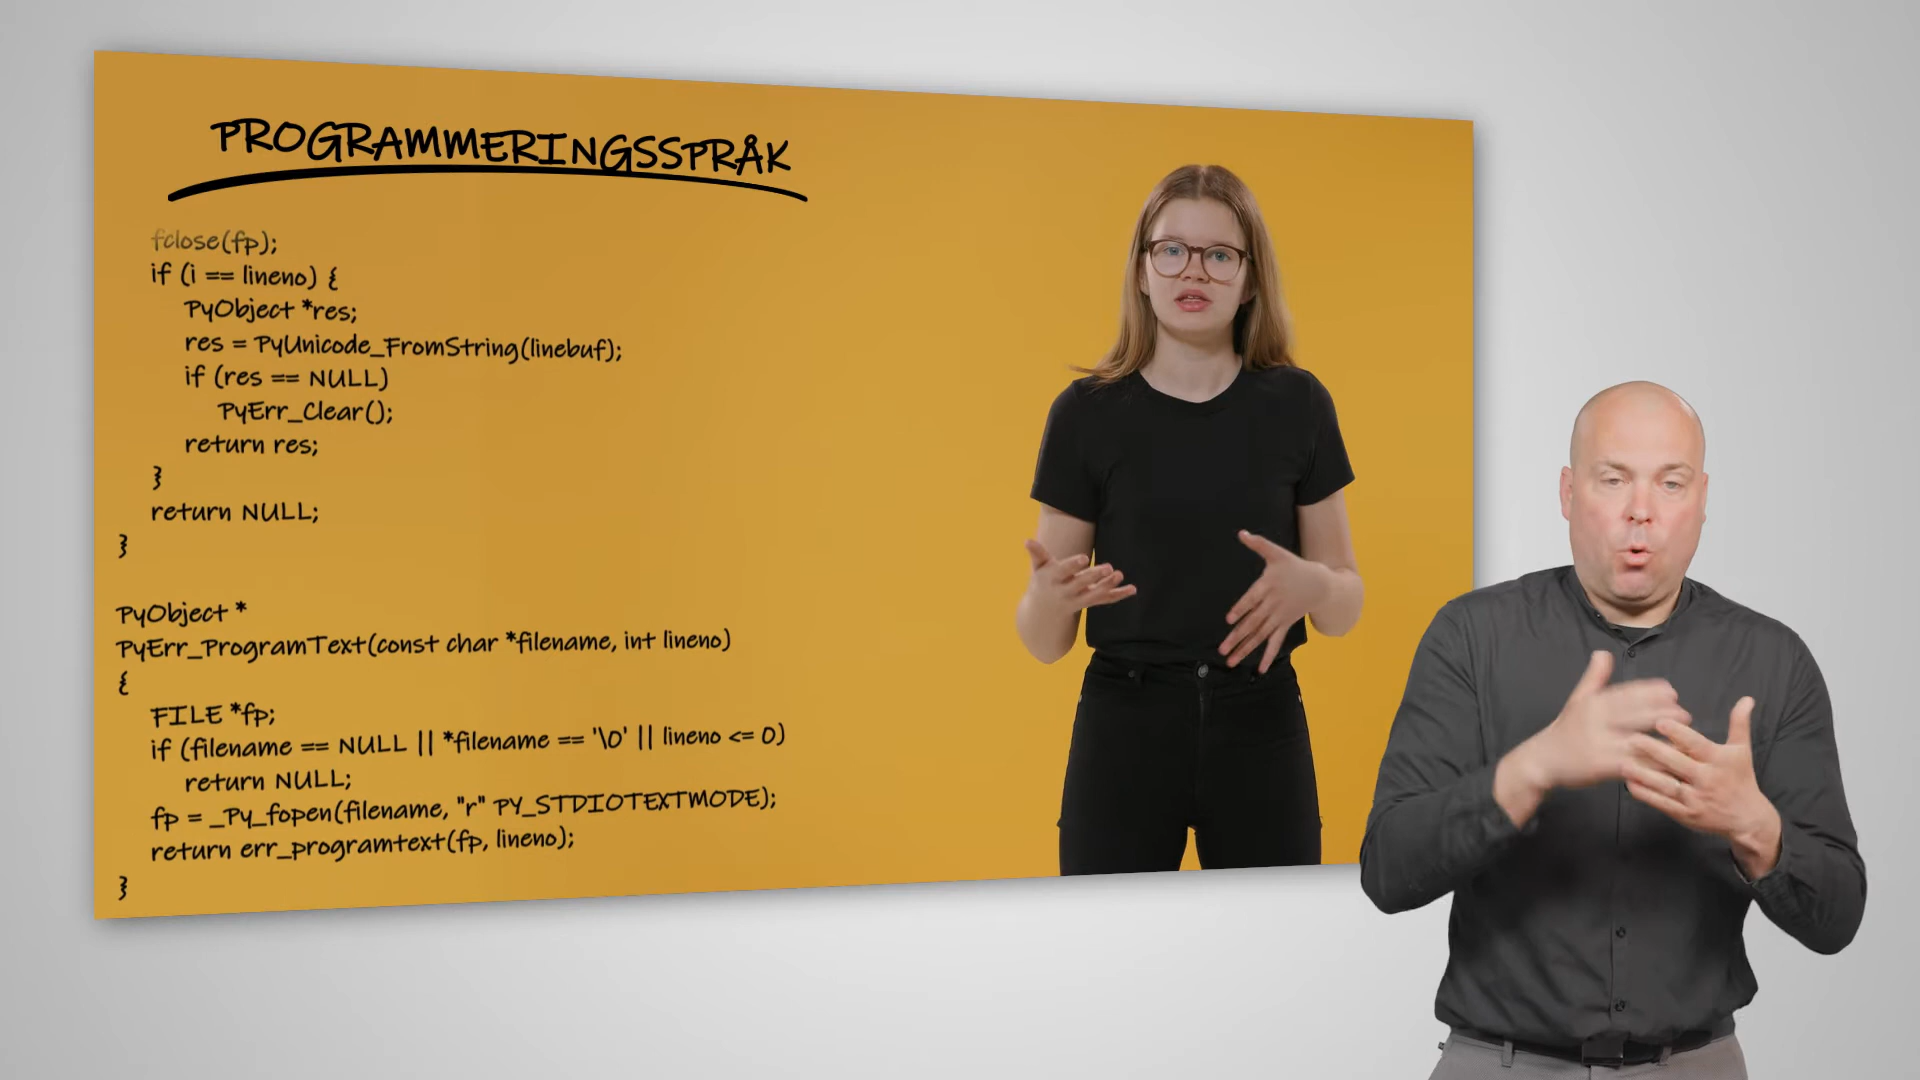 PROGRAMMERINGSSPRÅK
fclose(fp);
if (i == lineno) {
PyObject *res;
res = PyUnicode_FromString(linebuf);
if (res == NULL)
PyErr_Clear();
return res;
}
return NULL;
}
PyObject *
PyErr_ProgramText(const char *filename, int lineno)
{
FILE *fp;
if (filename == NULL || *filename == '\0' || lineno <= 0)
return NULL;
fp = _Py_fopen(filename, "r" PY_STDIOTEXTMODE);
return err_programtext(fp, lineno);
}